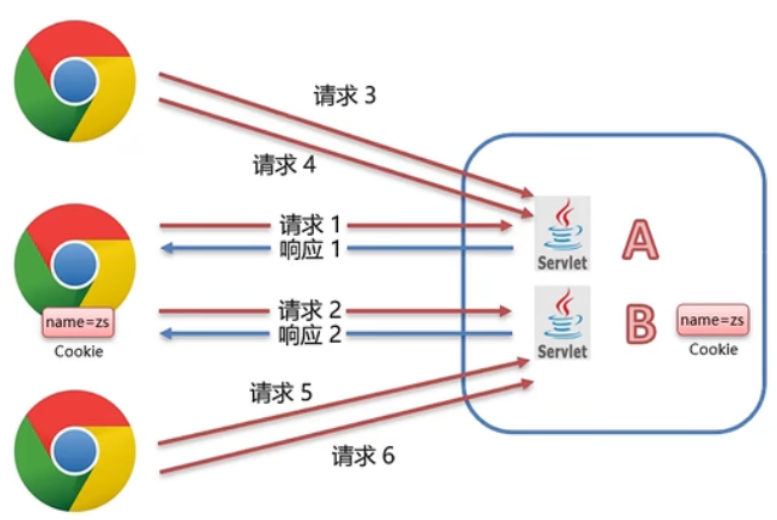 请求 3
请求 4
请求 1
响应 1
Servlet
A
请求 2
响应 2
name=zs
Cookie
Servlet
B
name=zs
Cookie
请求 5
请求 6